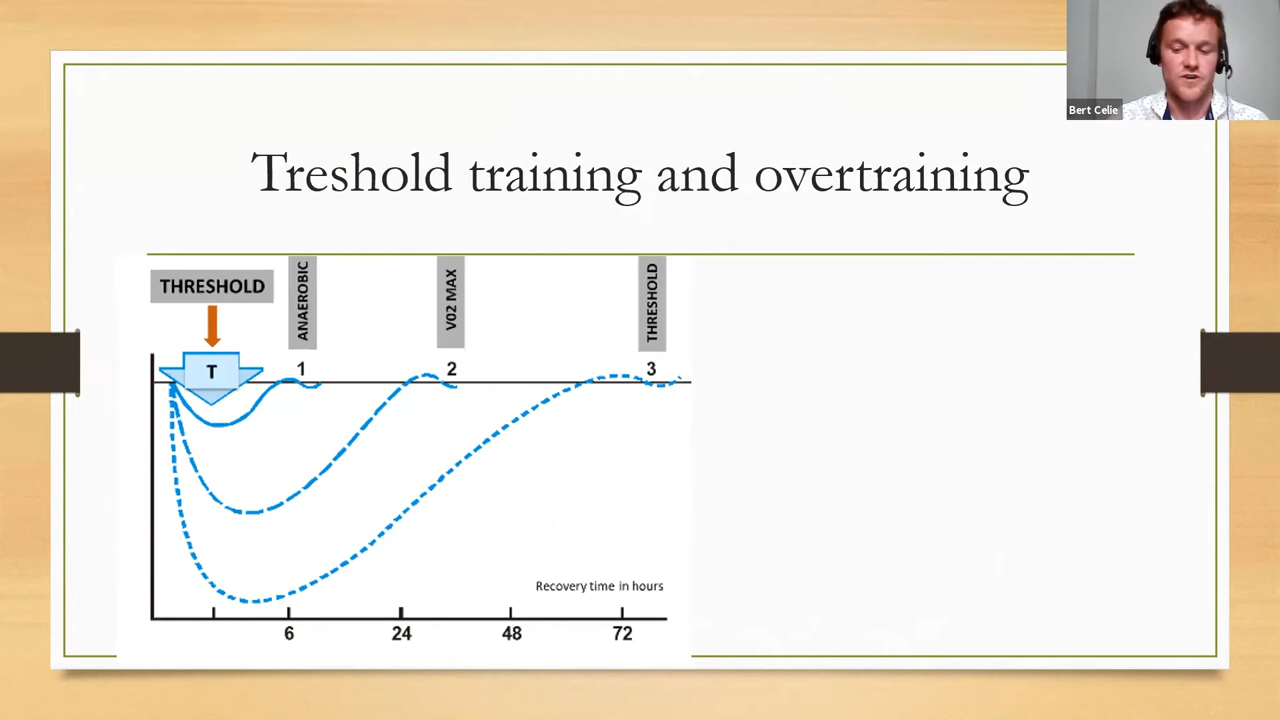 Bert Celie
Treshold training and overtraining
THRESHOLD
ANAEROBIC
V02 MAX
THRESHOLD
T
1
2
3
Recovery time in hours
6
24
48
72